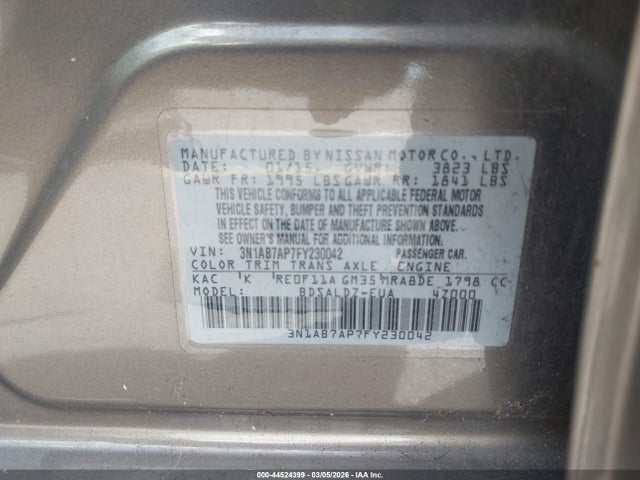 MANUFACTURED BY NISSAN MOTOR CO., LTD.
DATE: 01/15 GVWR: 3823 LBS
GAWR FR: 1995 LBS GAWR RR: 1841 LBS
THIS VEHICLE CONFORMS TO ALL APPLICABLE FEDERAL MOTOR
VEHICLE SAFETY, BUMPER AND THEFT PREVENTION STANDARDS
IN EFFECT ON THE DATE OF MANUFACTURE SHOWN ABOVE.
SEE OWNER'S MANUAL FOR ADDITIONAL INFORMATION.
VIN: 3N1AB7AP7FY230042 PASSENGER CAR.
COLOR TRIM TRANS AXLE ENGINE
KAC K RE0F11A GM35 MRA8DE 1798 CC
MODEL: BDSALDZ-EUA 47000
3N1AB7AP7FY230042
000-44524399 - 03/05/2026 - IAA, Inc.